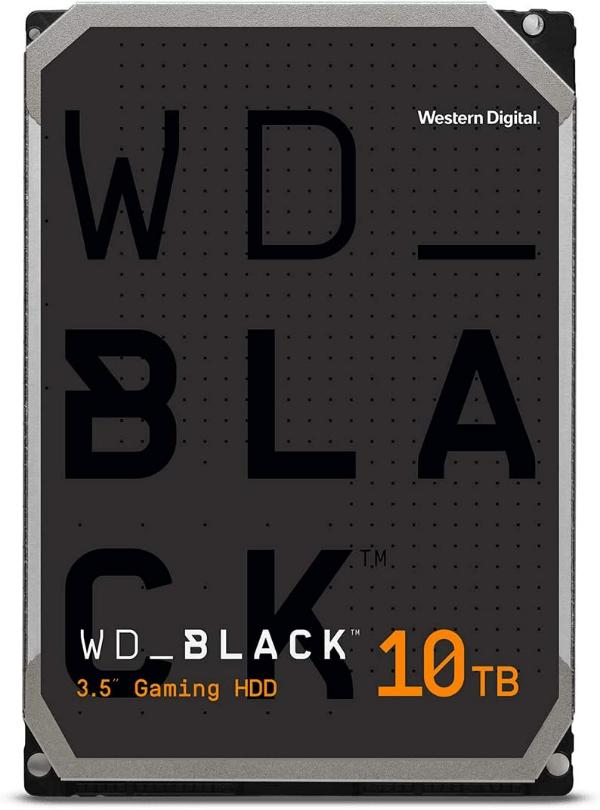 Western Digital.
WD_
BLA
CK™
WD_BLACK™
3.5″ Gaming HDD
10TB